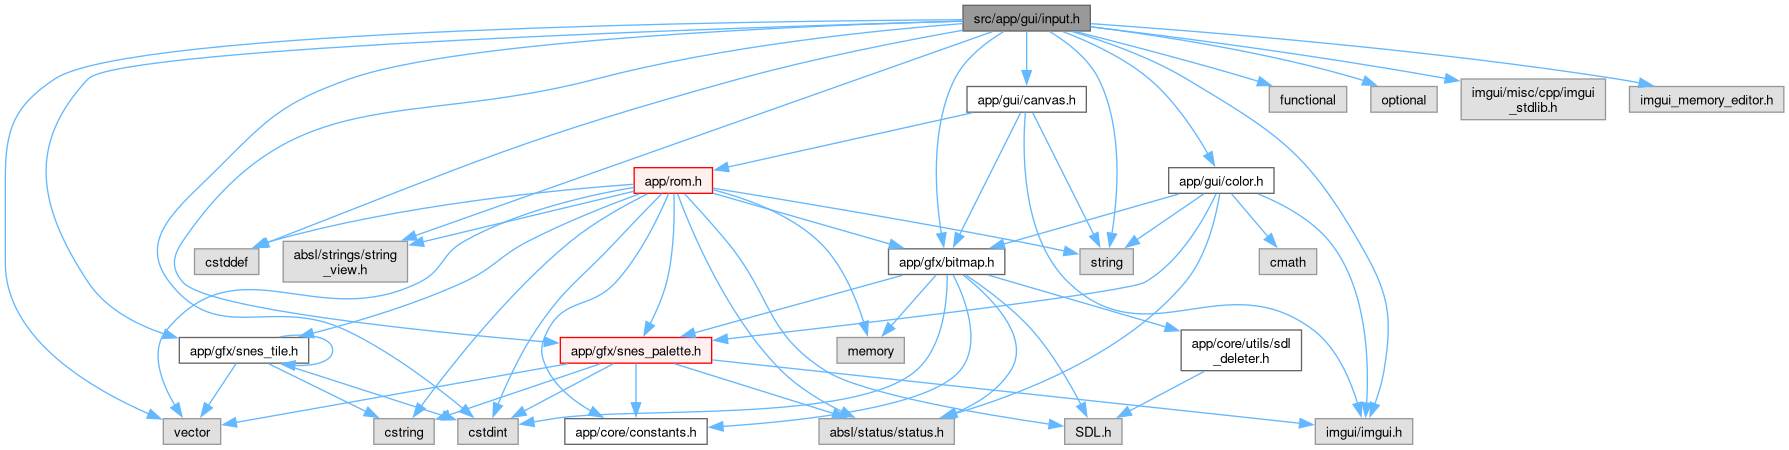 src/app/gui/input.h
app/gui/canvas.h
functional
optional
imgui/misc/cpp/imgui
_stdlib.h
imgui_memory_editor.h
app/rom.h
app/gui/color.h
cstddef
absl/strings/string
_view.h
app/gfx/bitmap.h
string
cmath
app/gfx/snes_tile.h
app/gfx/snes_palette.h
memory
app/core/utils/sdl
_deleter.h
vector
cstring
cstdint
app/core/constants.h
absl/status/status.h
SDL.h
imgui/imgui.h